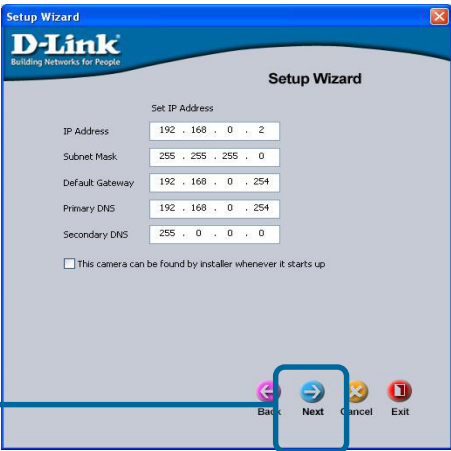 Setup Wizard
D-Link
Building Networks for People
Setup Wizard
Set IP Address
IP Address 192 . 168 . 0 . 2
Subnet Mask 255 . 255 . 255 . 0
Default Gateway 192 . 168 . 0 . 254
Primary DNS 192 . 168 . 0 . 254
Secondary DNS 255 . 0 . 0 . 0
This camera can be found by installer whenever it starts up
Back Next Cancel Exit